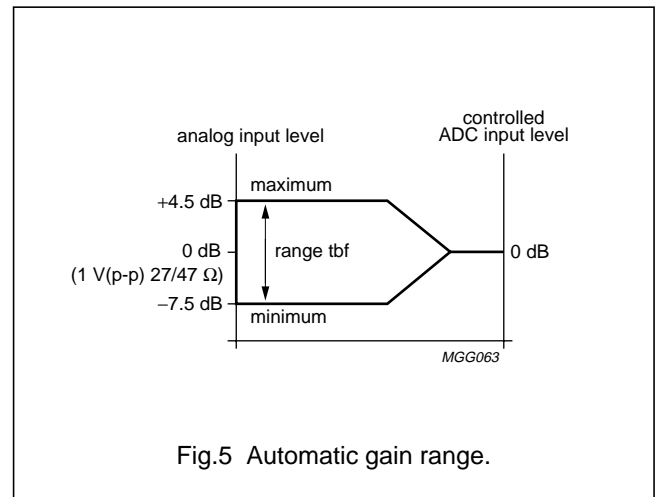 controlled
analog input level ADC input level
maximum
+4.5 dB
0 dB range tbf 0 dB
(1 V(p-p) 27/47 Ω)
−7.5 dB
minimum
MGG063
Fig.5 Automatic gain range.